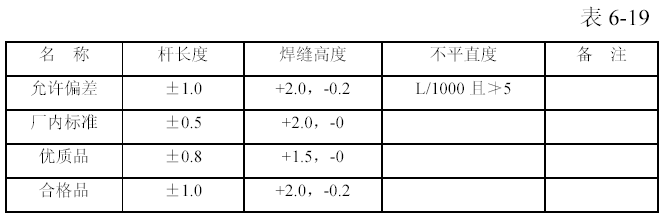 表 6-19
名 称 杆长度 焊缝高度 不平直度 备 注
允许偏差 ±1.0 +2.0，-0.2 L/1000 且≯5
厂内标准 ±0.5 +2.0，-0
优质品 ±0.8 +1.5，-0
合格品 ±1.0 +2.0，-0.2